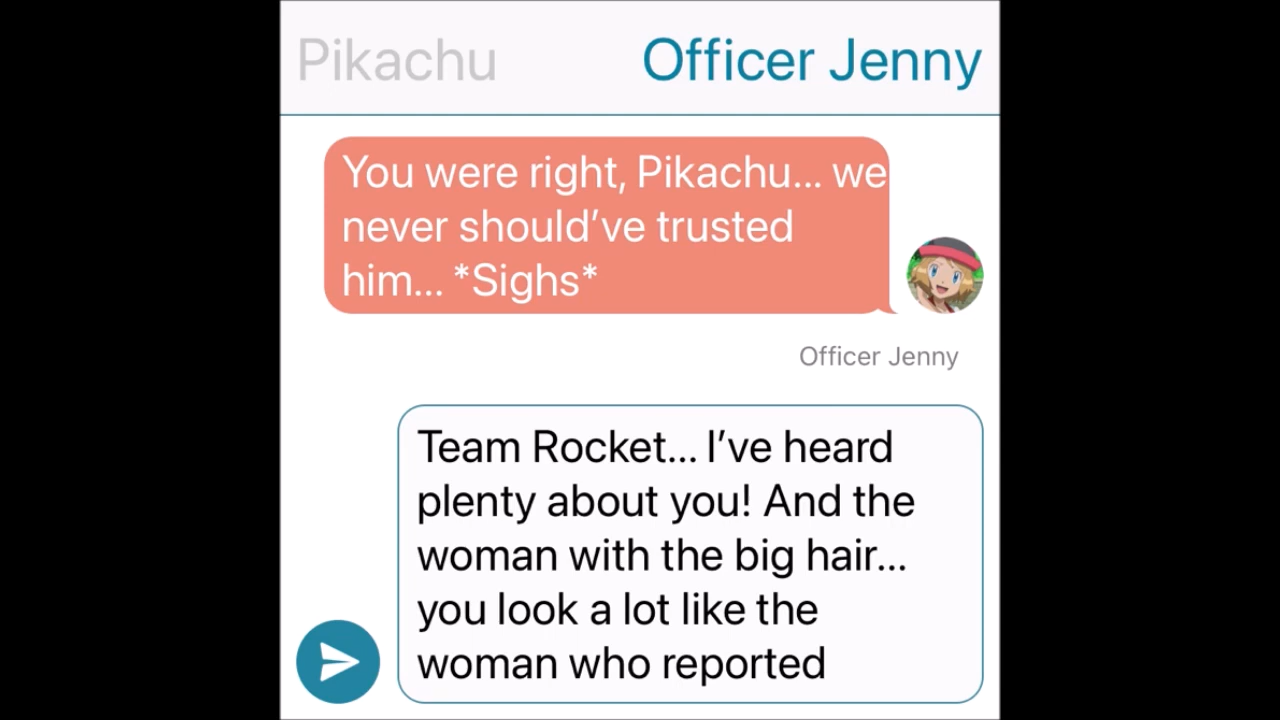 Pikachu
Officer Jenny
You were right, Pikachu... we
never should’ve trusted
him... *Sighs*
Officer Jenny
Team Rocket... I’ve heard
plenty about you! And the
woman with the big hair...
you look a lot like the
woman who reported